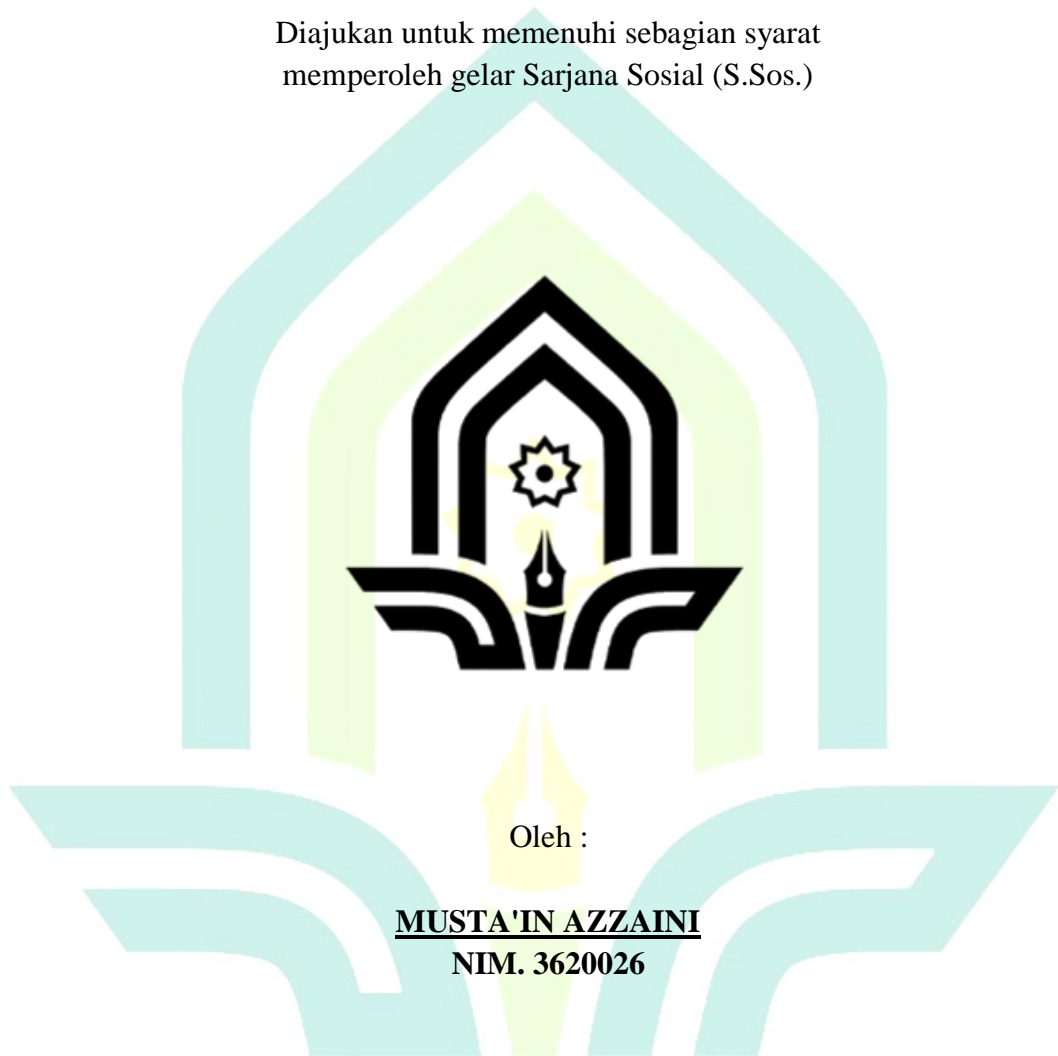 Diajukan untuk memenuhi sebagian syarat
memperoleh gelar Sarjana Sosial (S.Sos.)
Oleh :
MUSTA'IN AZZAINI
NIM. 3620026